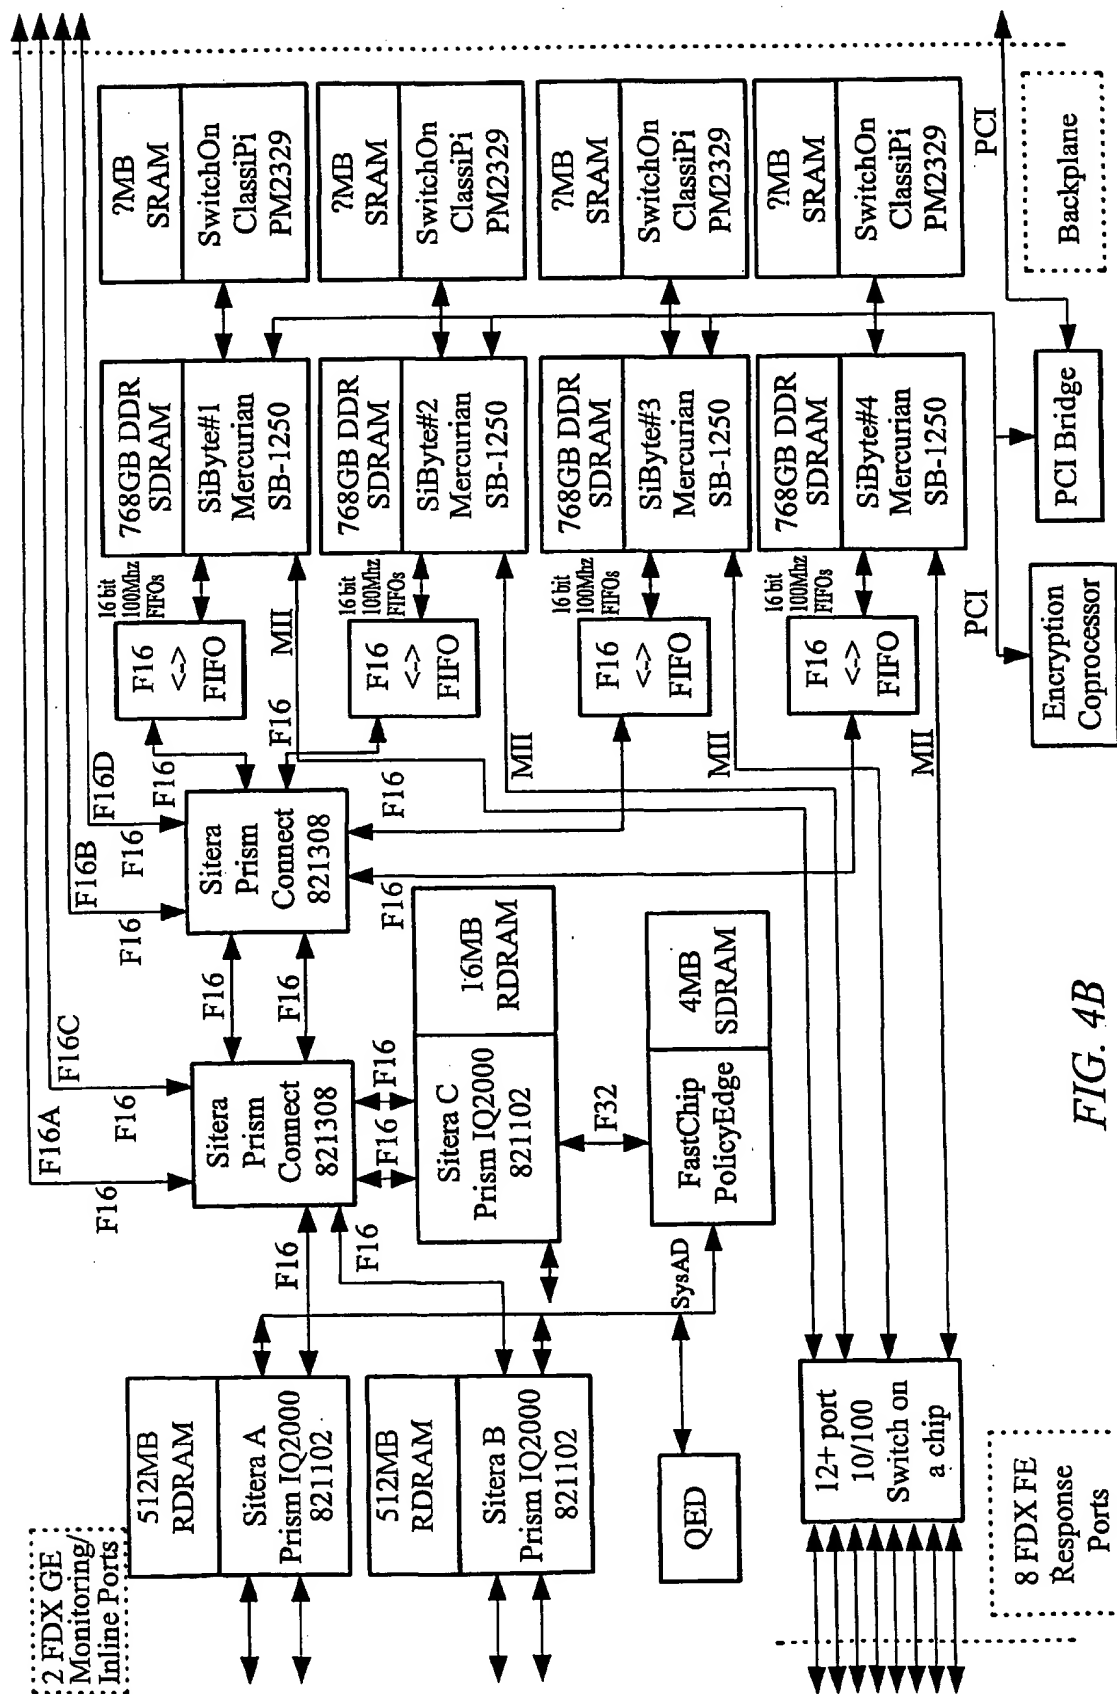 2 FDX GE
Monitoring/
Inline Ports
512MB
RDRAM
Sitera A
Prism IQ2000
821102
512MB
RDRAM
Sitera B
Prism IQ2000
821102
QED
12+ port
10/100
Switch on
a chip
8 FDX FE
Response
Ports
F16A
F16
F16C
F16
F16B
F16
F16D
F16
Sitera
Prism
Connect
821308
F16
F16
F16
F16
F16
F16
Sitera C
Prism IQ2000
821102
16MB
RDRAM
F32
FastChip
PolicyEdge
4MB
SDRAM
SysAD
Sitera
Prism
Connect
821308
F16
F16
F16
F16
F16
<-->
FIFO
16 bit
100Mhz
FIFOs
MII
F16
<-->
FIFO
16 bit
100Mhz
FIFOs
MII
F16
<-->
FIFO
16 bit
100Mhz
FIFOs
MII
F16
<-->
FIFO
16 bit
100Mhz
FIFOs
MII
768GB DDR
SDRAM
SiByte#1
Mercurian
SB-1250
768GB DDR
SDRAM
SiByte#2
Mercurian
SB-1250
768GB DDR
SDRAM
SiByte#3
Mercurian
SB-1250
768GB DDR
SDRAM
SiByte#4
Mercurian
SB-1250
?MB
SRAM
SwitchOn
ClassiPi
PM2329
?MB
SRAM
SwitchOn
ClassiPi
PM2329
?MB
SRAM
SwitchOn
ClassiPi
PM2329
?MB
SRAM
SwitchOn
ClassiPi
PM2329
PCI
Encryption
Coprocessor
PCI Bridge
PCI
Backplane
FIG. 4B